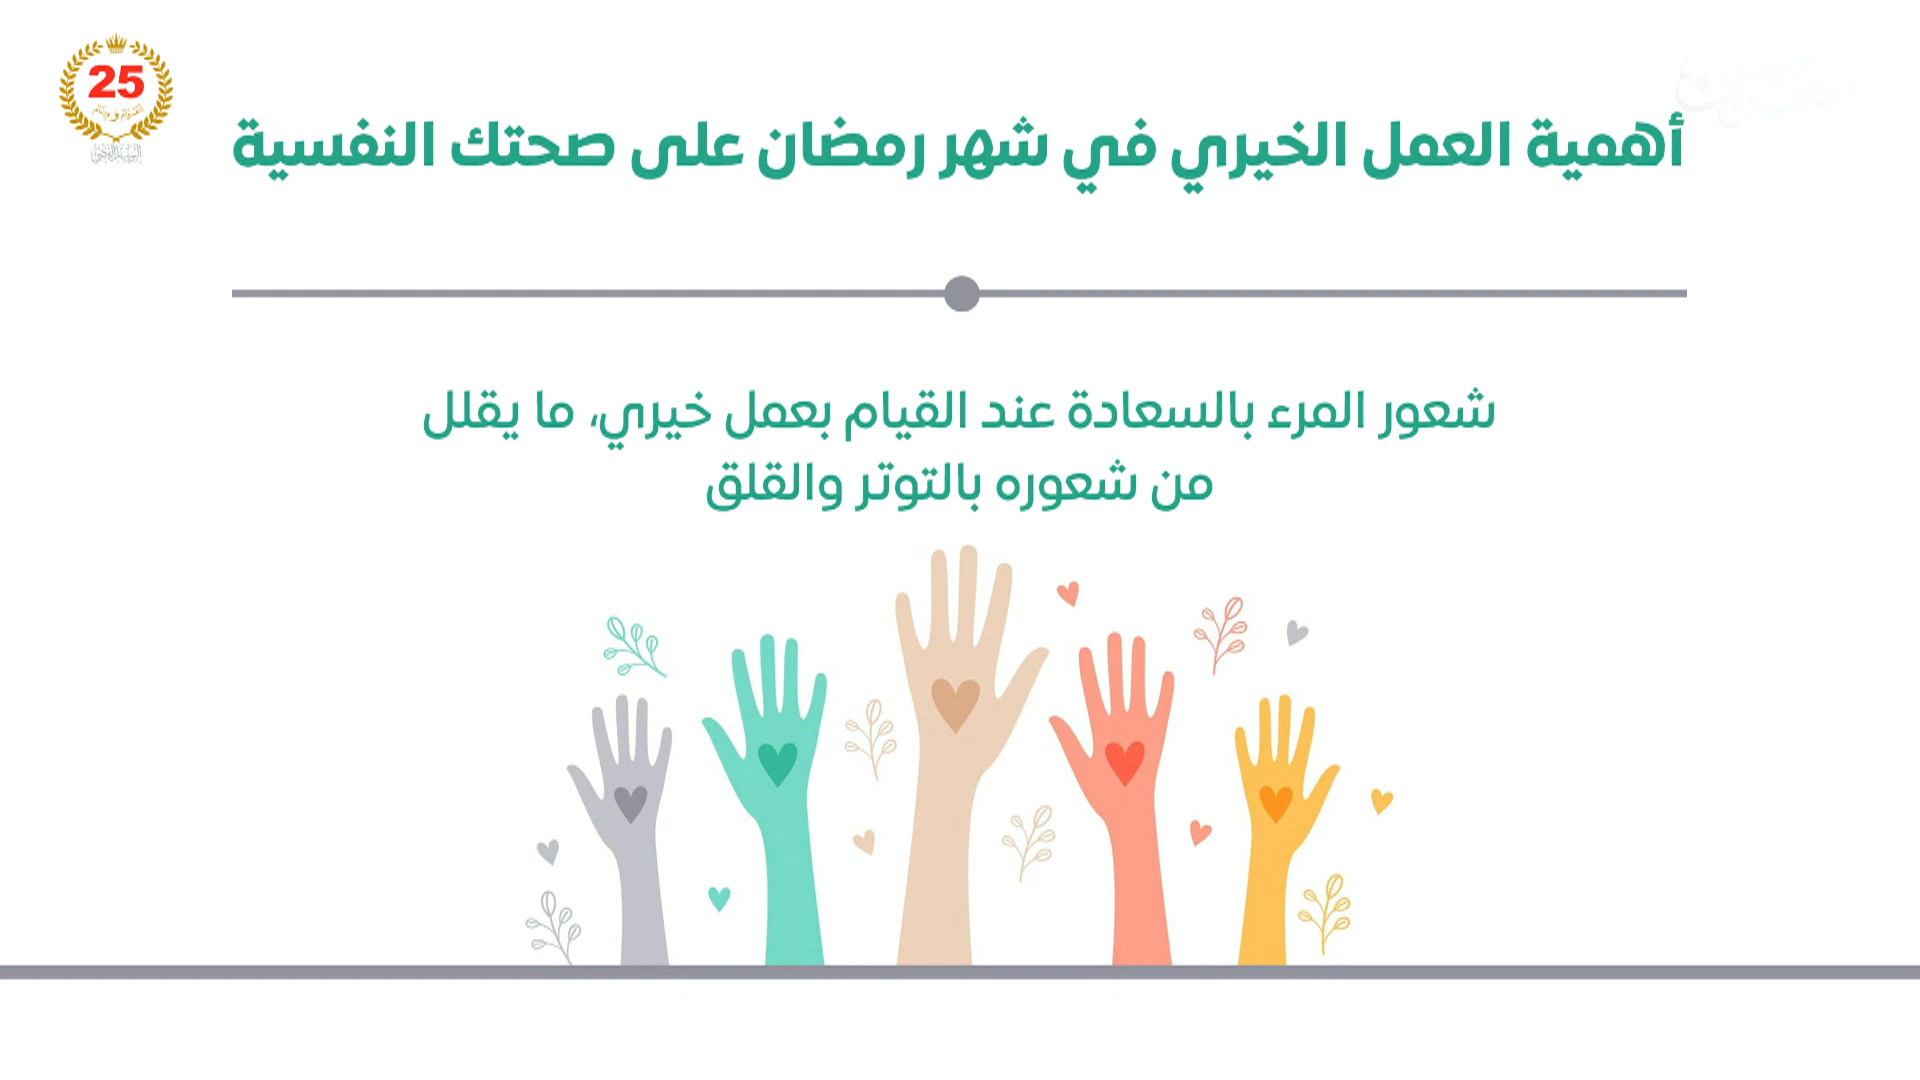 25
أهمية العمل الخيري في شهر رمضان على صحتك النفسية
شعور المرء بالسعادة عند القيام بعمل خيري، ما يقلل
من شعوره بالتوتر والقلق